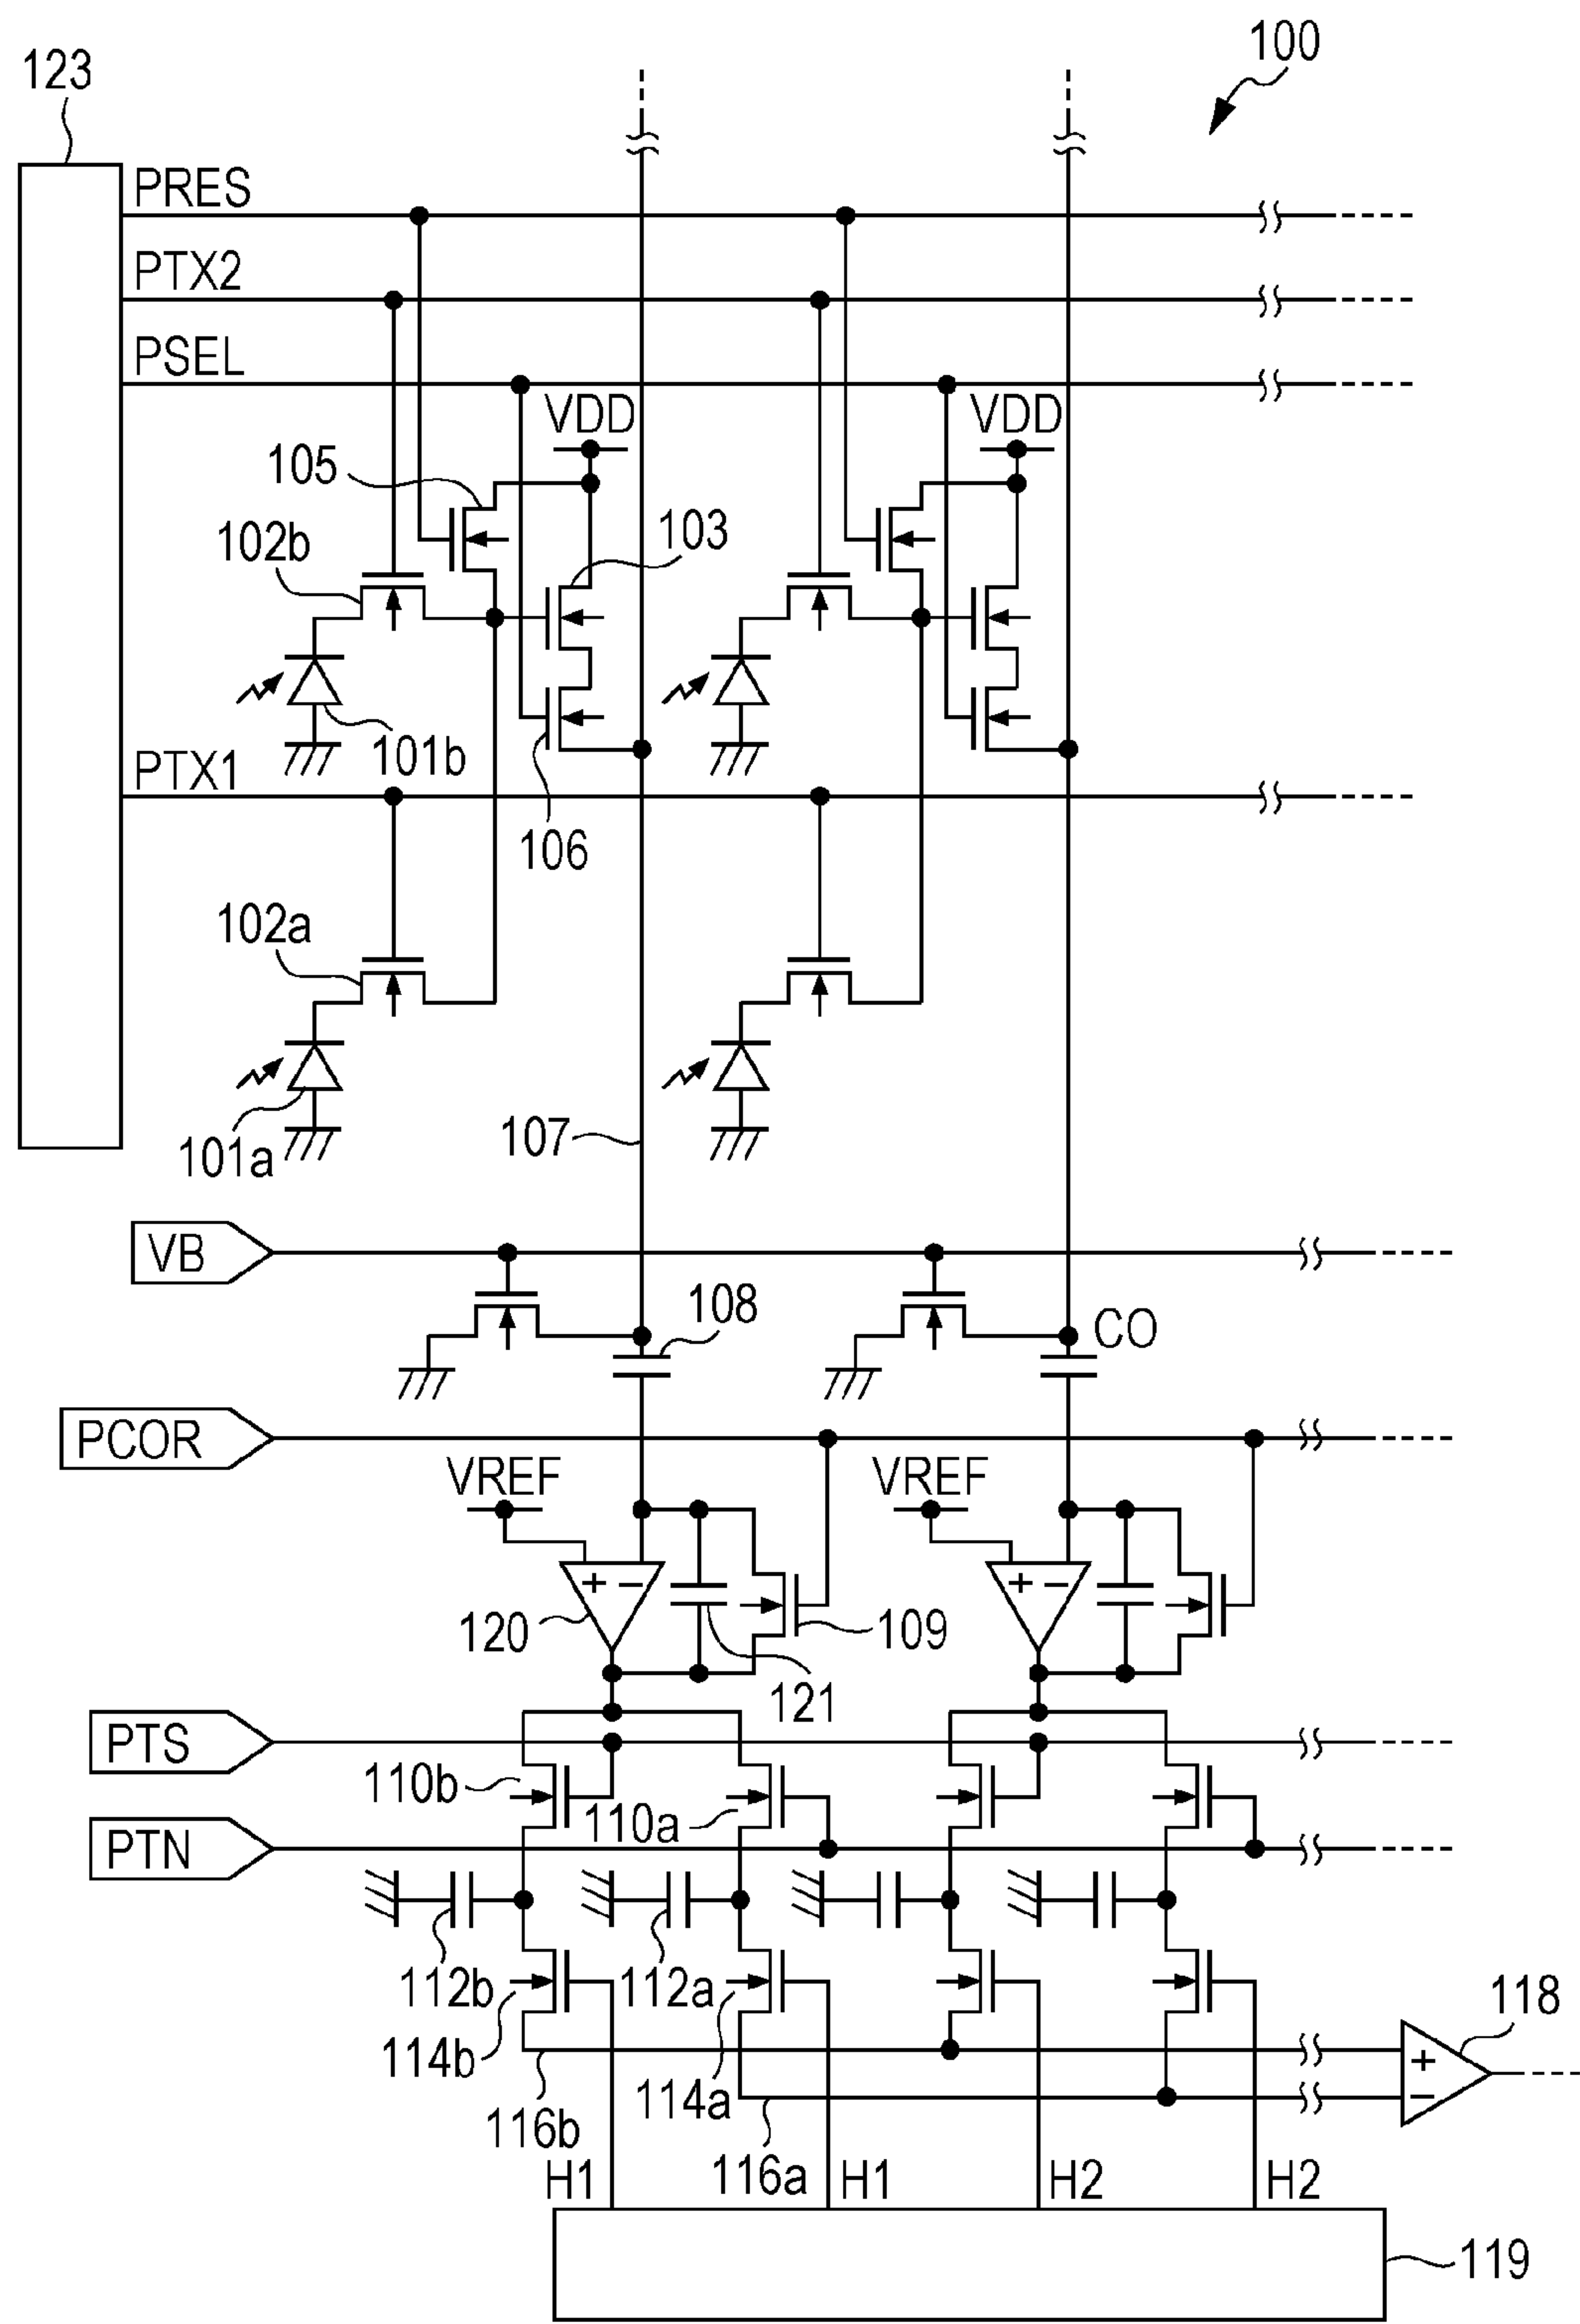 100
123
PRES
PTX2
PSEL
VDD
VDD
105
103
102b
101b
PTX1
106
102a
101a
107
VB
108
CO
PCOR
VREF
VREF
+ −
+ −
120
109
121
PTS
110b
110a
PTN
112b
112a
118
114b
114a
+
−
116b
116a
H1
H1
H2
H2
119